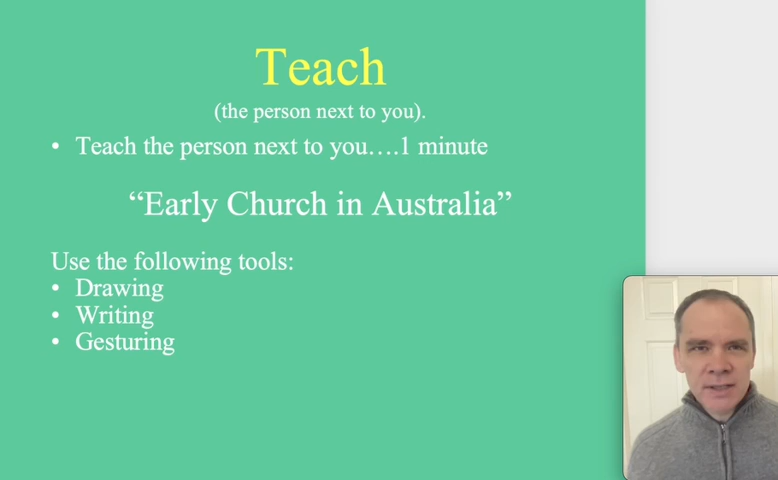 Teach
(the person next to you).
• Teach the person next to you….1 minute
“Early Church in Australia”
Use the following tools:
• Drawing
• Writing
• Gesturing